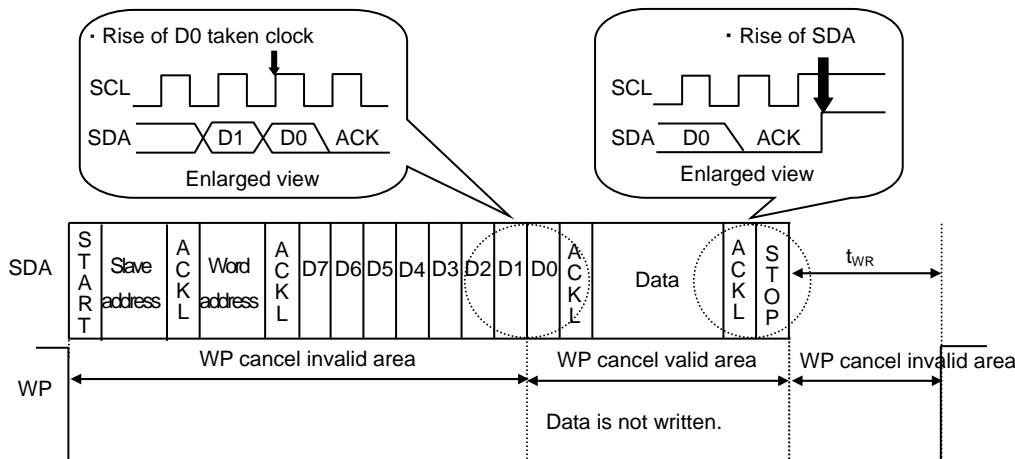 ・Rise of D0 taken clock
SCL
SDA
D1
D0
ACK
Enlarged view
・Rise of SDA
SCL
SDA
D0
ACK
Enlarged view
SDA
START
Slave
address
ACKL
Word
address
ACKL
D7
D6
D5
D4
D3
D2
D1
D0
ACKL
Data
ACKL
STOP
tWR
WP
WP cancel invalid area
WP cancel valid area
WP cancel invalid area
Data is not written.